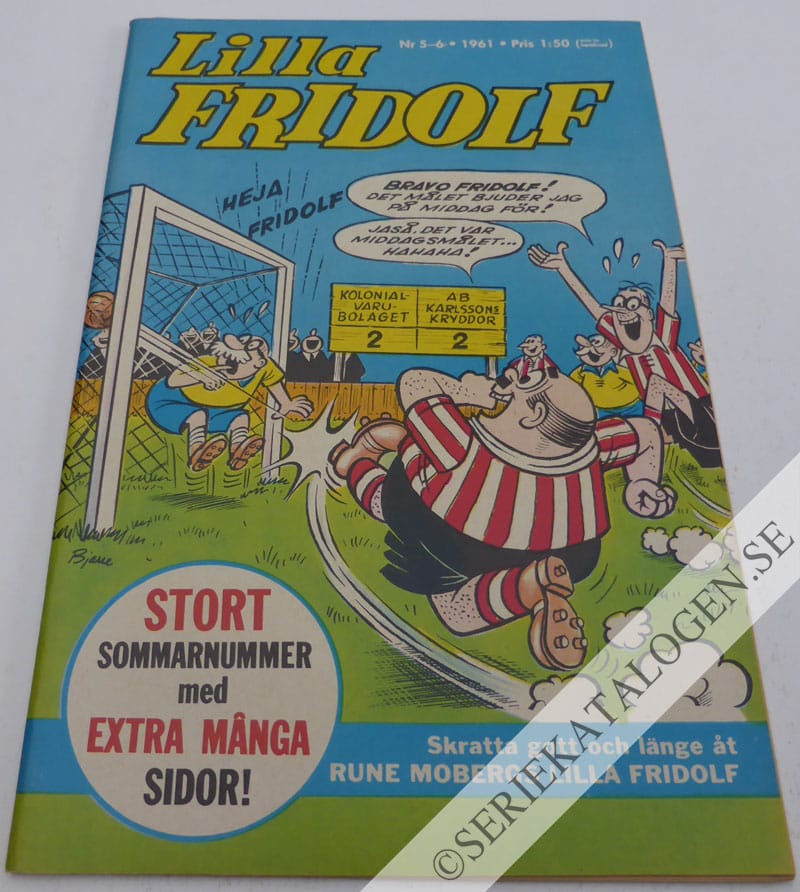 Lilla
FRIDOLF
Nr 5-6 • 1961 • Pris 1:50
HEJA
FRIDOLF
BRAVO FRIDOLF!
DET MÅLET BJUDER JAG
PÅ MIDDAG FÖR!
JASÅ, DET VAR
MIDDAGSMÅLET...
HAHAHA!
KOLONIAL-
VARU-
BOLAGET
2
AB
KARLSSONS
KRYDDOR
2
Bjarre
STORT
SOMMARNUMMER
med
EXTRA MÅNGA
SIDOR!
Skratta gott och länge åt
RUNE MOBERGS LILLA FRIDOLF
©SERIEKATALOGEN.SE